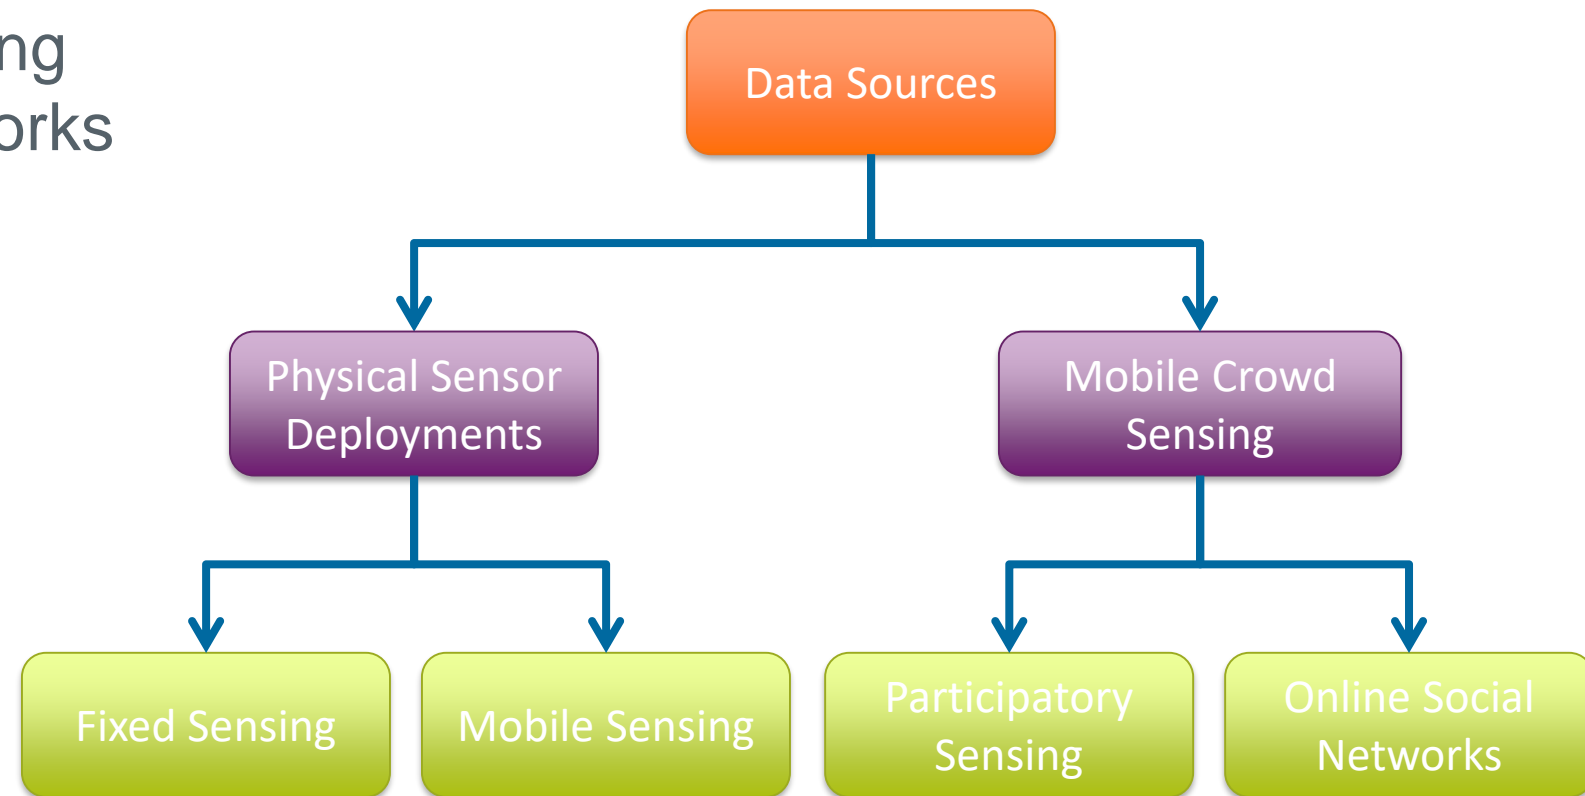 ng
orks
Data Sources
Physical Sensor
Deployments
Mobile Crowd
Sensing
Fixed Sensing
Mobile Sensing
Participatory
Sensing
Online Social
Networks